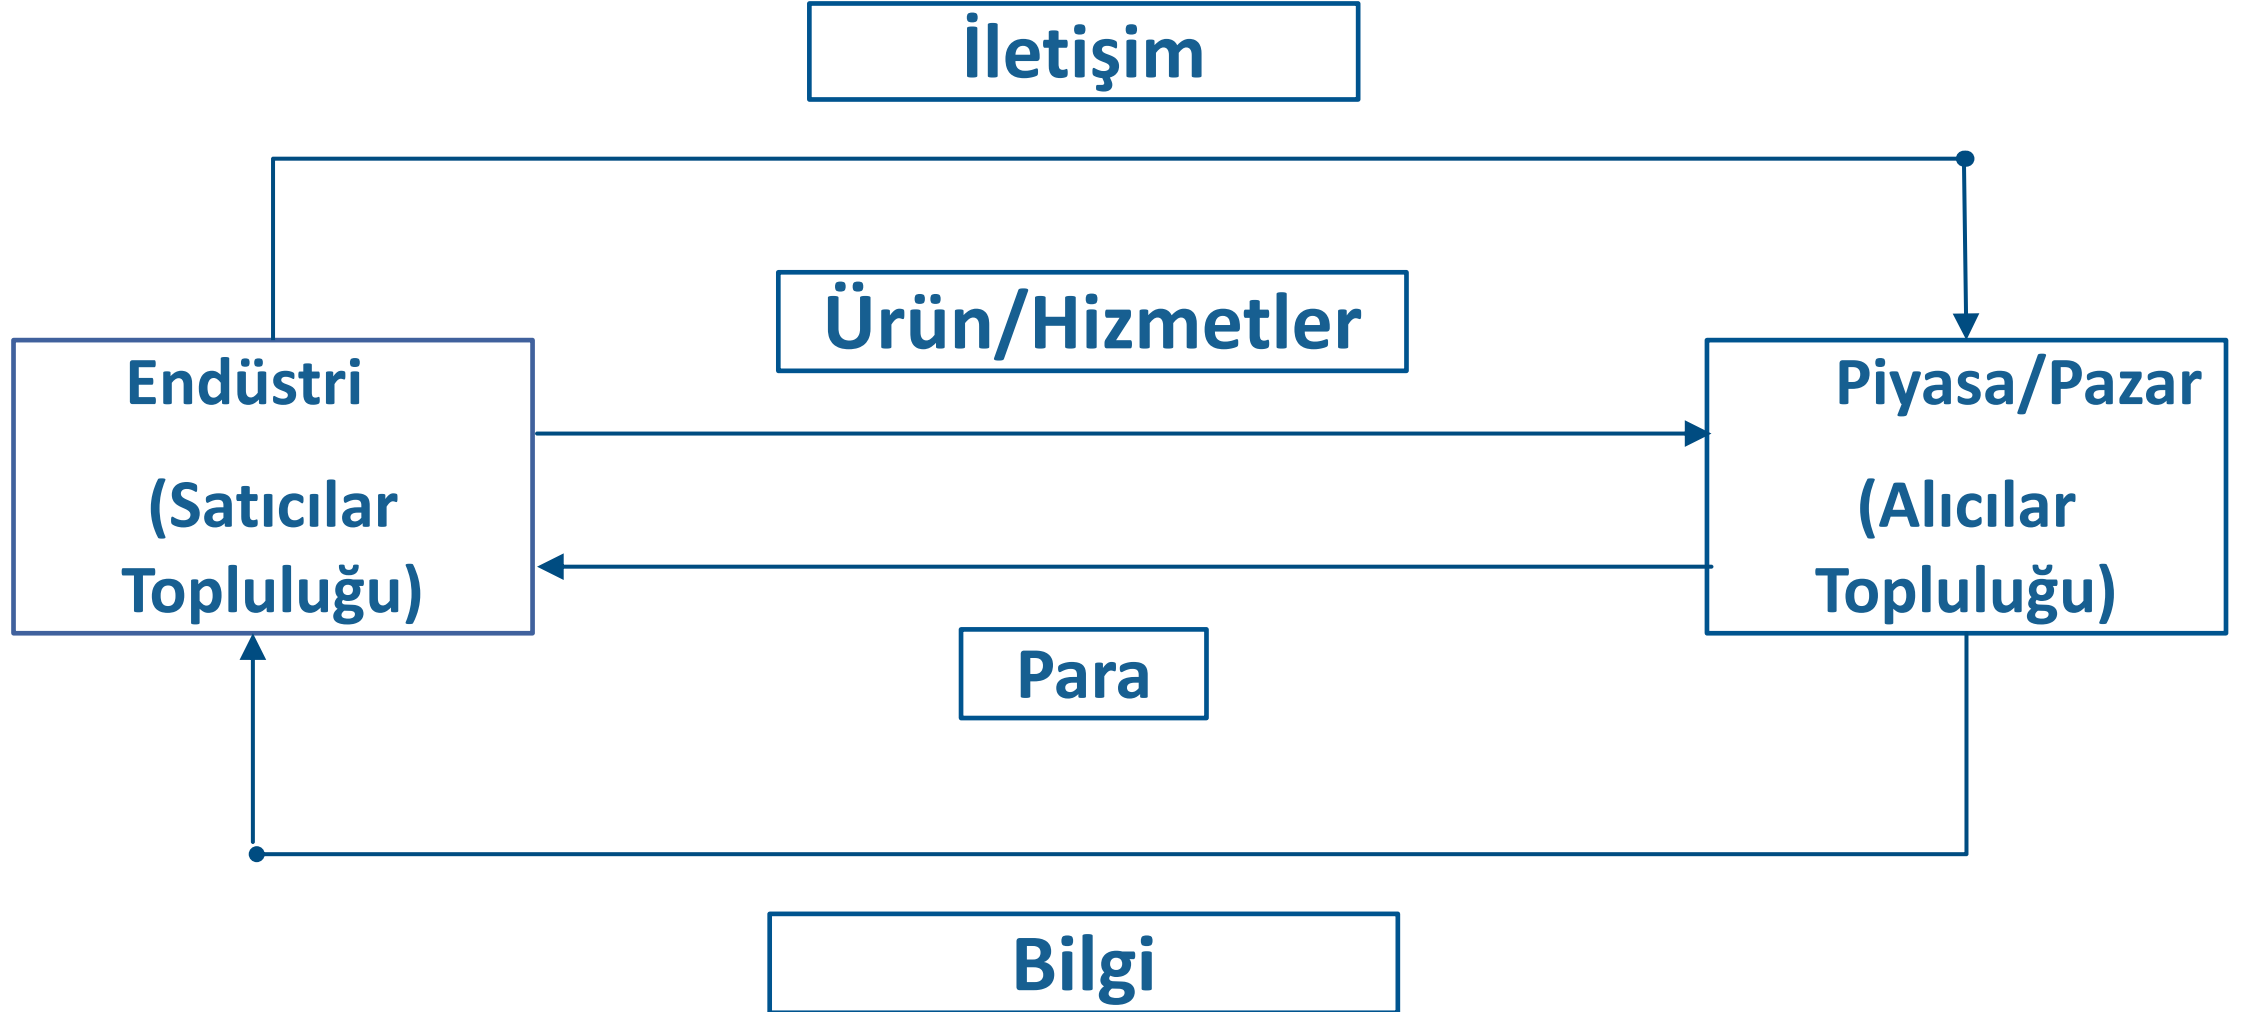 İletişim
Ürün/Hizmetler
Endüstri
(Satıcılar
Topluluğu)
Piyasa/Pazar
(Alıcılar
Topluluğu)
Para
Bilgi